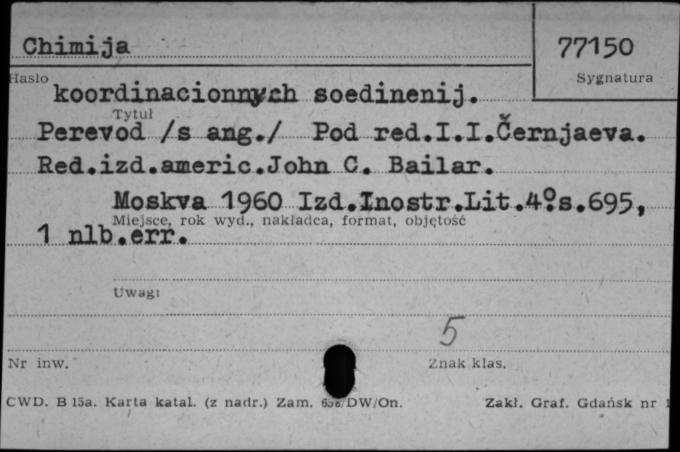 Chimija
77150
Hasło
Sygnatura
koordinacionnych soedinenij.
Tytuł
Perevod /s ang./ Pod red.I.I.Černjaeva.
Red.izd.americ.John C. Bailar.
Moskva 1960 Izd.Inostr.Lit.4º.s.695,
Miejsce, rok wyd., nakładca, format, objętość
1 nlb.err.
Uwagi
5
Nr inw.
Znak klas.
CWD. B 15a. Karta katal. (z nadr.) Zam. DW/On.
Zakł. Graf. Gdańsk nr